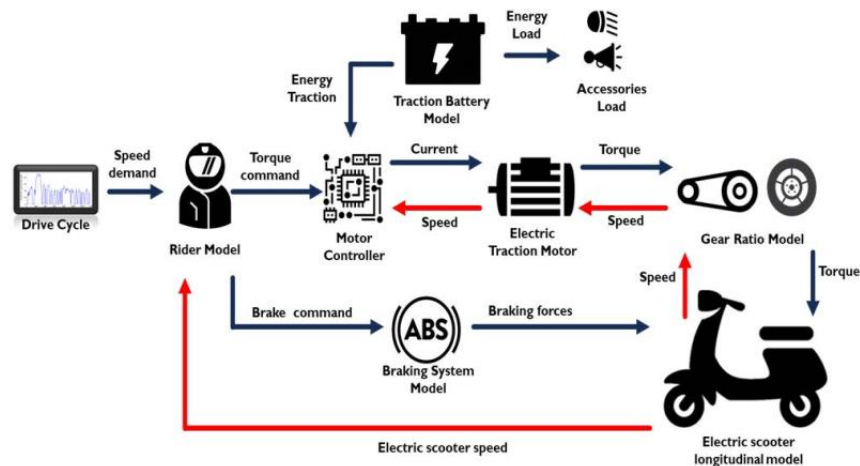 Energy
Load
Energy
Traction
Traction Battery
Model
Accessories
Load
Speed
demand
Torque
command
Current
Torque
Drive Cycle
Rider Model
Motor
Controller
Speed
Electric
Traction Motor
Speed
Gear Ratio Model
Speed
Torque
Brake command
ABS
Braking forces
Braking System
Model
Electric scooter speed
Electric scooter
longitudinal model